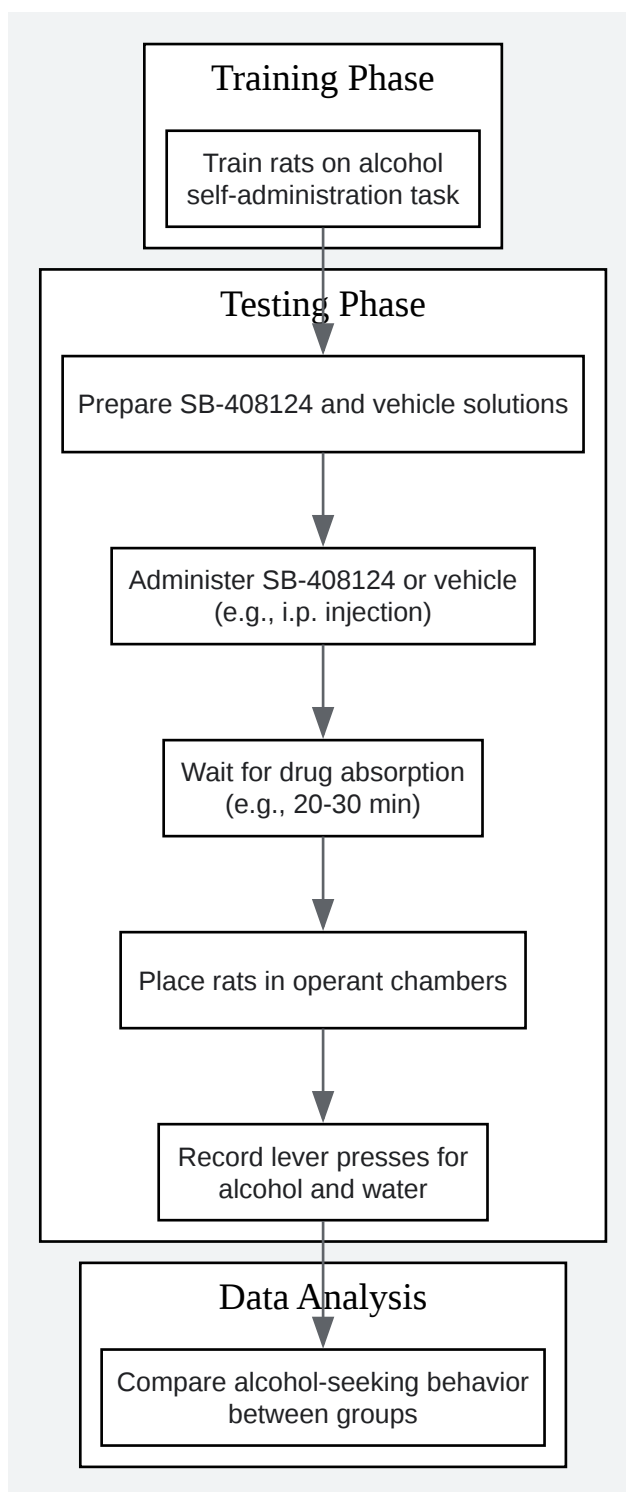 Training Phase
Train rats on alcohol
self-administration task
Testing Phase
Prepare SB-408124 and vehicle solutions
Administer SB-408124 or vehicle
(e.g., i.p. injection)
Wait for drug absorption
(e.g., 20-30 min)
Place rats in operant chambers
Record lever presses for
alcohol and water
Data Analysis
Compare alcohol-seeking behavior
between groups